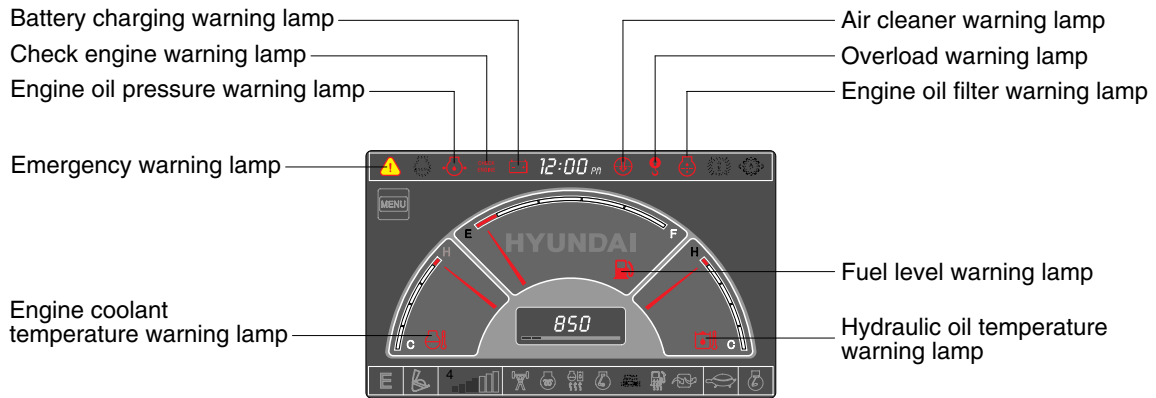 Battery charging warning lamp
Air cleaner warning lamp
Check engine warning lamp
Overload warning lamp
Engine oil pressure warning lamp
Engine oil filter warning lamp
Emergency warning lamp
12:00 PM
MENU
E
F
H
H
HYUNDAI
Fuel level warning lamp
Engine coolant
temperature warning lamp
C
850
C
Hydraulic oil temperature
warning lamp
E
4